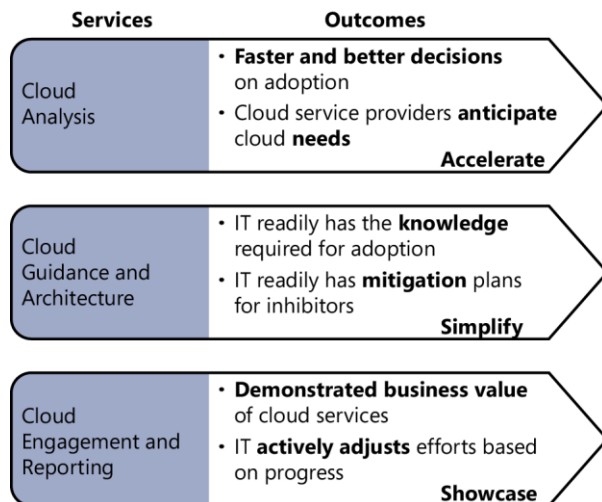 Services
Outcomes
Cloud
Analysis
• Faster and better decisions
on adoption
• Cloud service providers anticipate
cloud needs
Accelerate
Cloud
Guidance and
Architecture
• IT readily has the knowledge
required for adoption
• IT readily has mitigation plans
for inhibitors
Simplify
Cloud
Engagement and
Reporting
• Demonstrated business value
of cloud services
• IT actively adjusts efforts based
on progress
Showcase